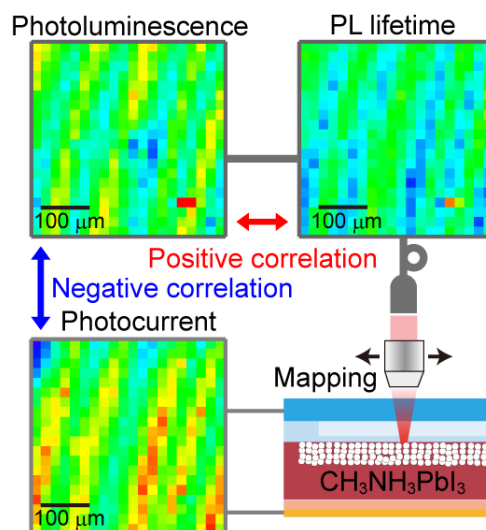 Photoluminescence
PL lifetime
100 μm
100 μm
Positive correlation
Negative correlation
Photocurrent
Mapping
100 μm
CH₃NH₃PbI₃